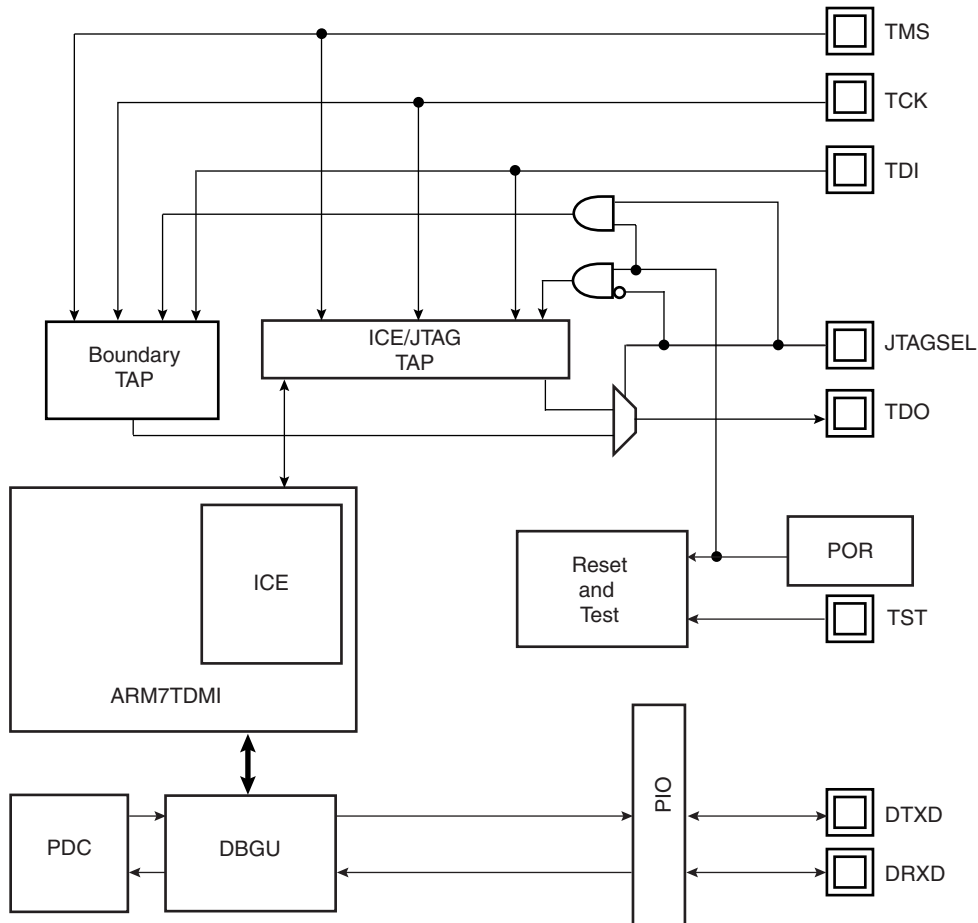 TMS
TCK
TDI
Boundary
TAP
ICE/JTAG
TAP
JTAGSEL
TDO
Reset
and
Test
POR
TST
ICE
ARM7TDMI
PDC
DBGU
PIO
DTXD
DRXD